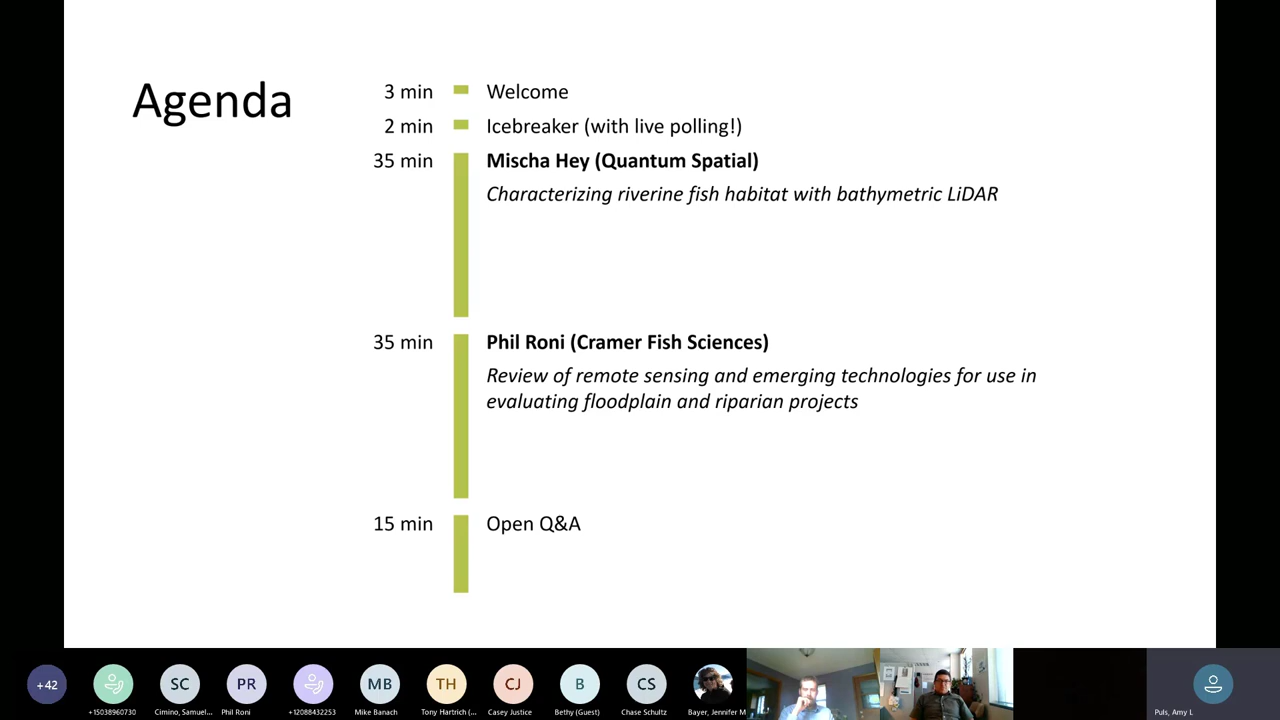 Agenda
3 min Welcome
2 min Icebreaker (with live polling!)
35 min Mischa Hey (Quantum Spatial)
Characterizing riverine fish habitat with bathymetric LiDAR
35 min Phil Roni (Cramer Fish Sciences)
Review of remote sensing and emerging technologies for use in
evaluating floodplain and riparian projects
15 min Open Q&A
+42 SC PR MB TH CJ B CS
+15038960730 Cimino, Samuel... Phil Roni +12088432253 Mike Banach Tony Hartrich (... Casey Justice Bethy (Guest) Chase Schultz Bayer, Jennifer M Puls, Amy L